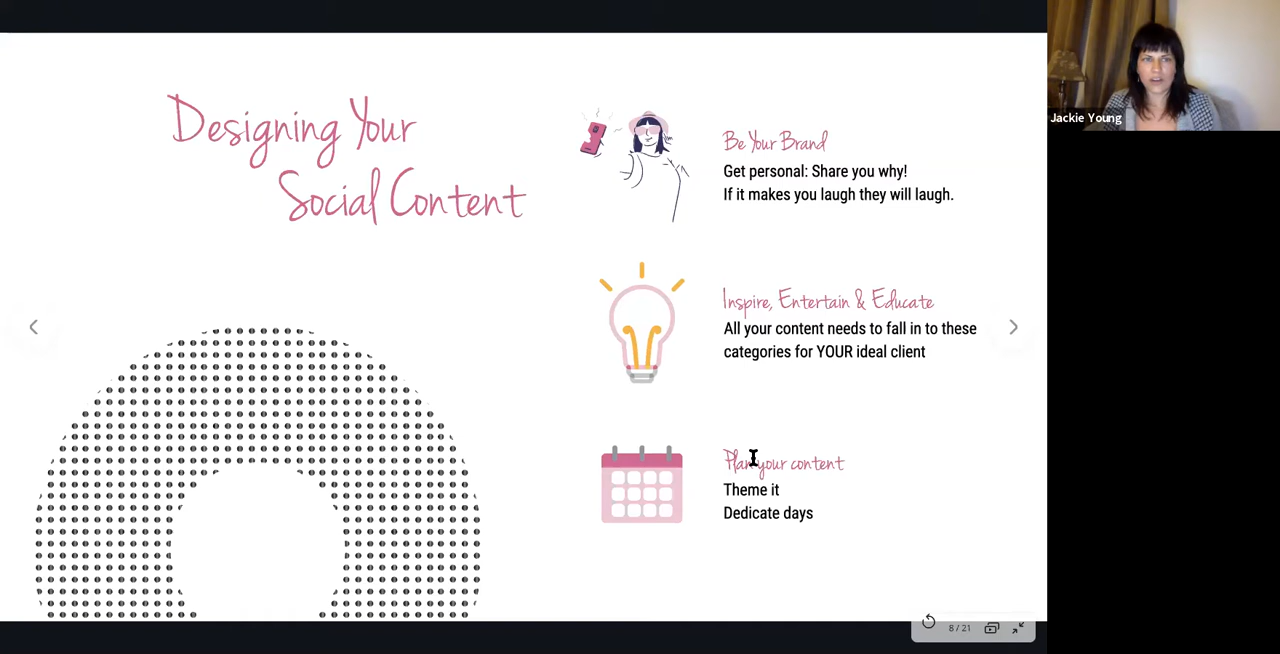 Designing Your
Social Content
Be Your Brand
Get personal: Share you why!
If it makes you laugh they will laugh.
Inspire, Entertain & Educate
All your content needs to fall in to these
categories for YOUR ideal client
Plan your content
Theme it
Dedicate days
8 / 21
Jackie Young